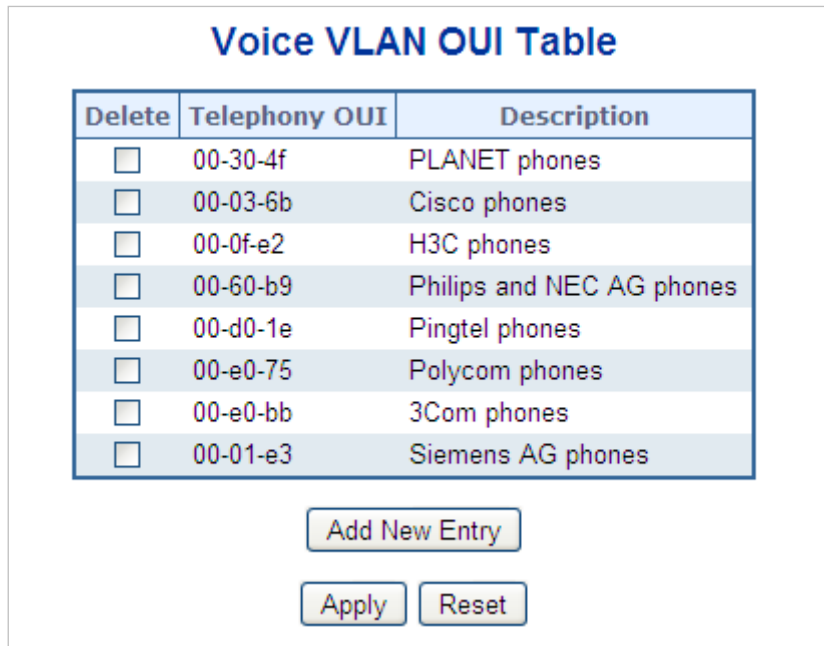 Voice VLAN OUI Table
Delete Telephony OUI Description
00-30-4f PLANET phones
00-03-6b Cisco phones
00-0f-e2 H3C phones
00-60-b9 Philips and NEC AG phones
00-d0-1e Pingtel phones
00-e0-75 Polycom phones
00-e0-bb 3Com phones
00-01-e3 Siemens AG phones
Add New Entry
Apply Reset